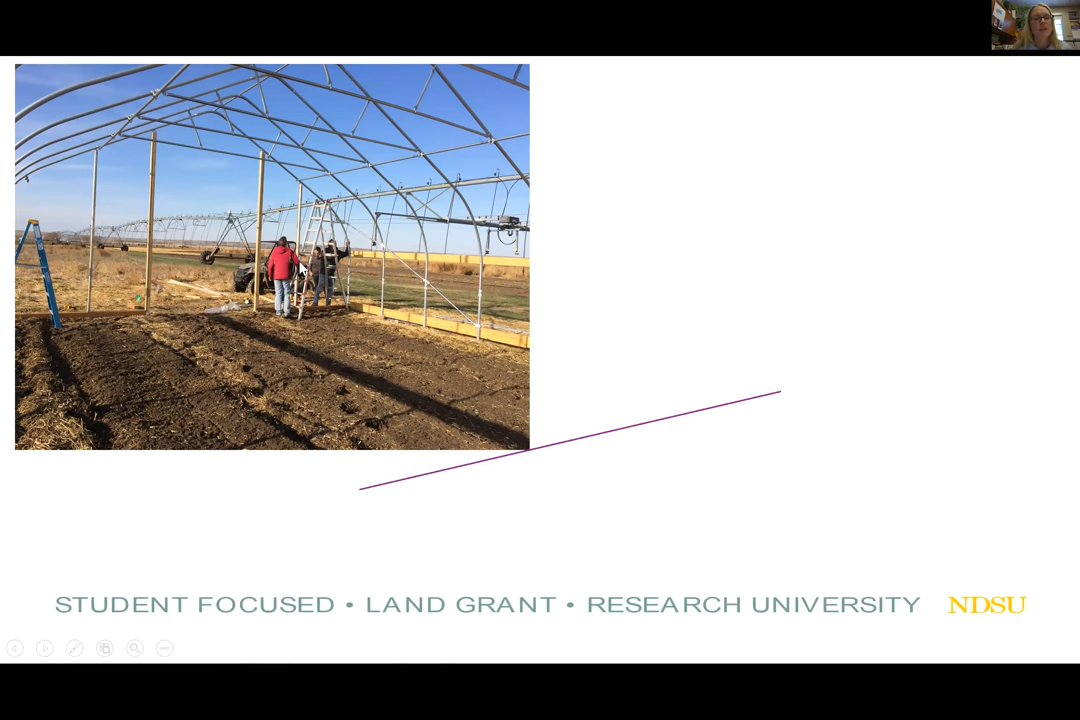 STUDENT FOCUSED • LAND GRANT • RESEARCH UNIVERSITY NDSU